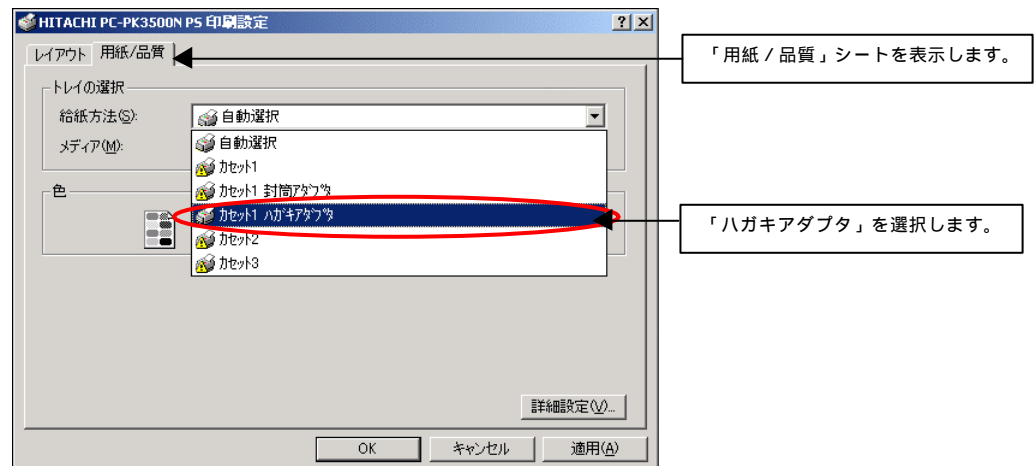 HITACHI PC-PK3500N PS 印刷設定
レイアウト 用紙/品質
「用紙/品質」シートを表示します。
トレイの選択
給紙方法(S): 自動選択
メディア(M):
自動選択
ｶｾｯﾄ1
ｶｾｯﾄ1 封筒ｱﾀﾞﾌﾟﾀ
ｶｾｯﾄ1 ﾊｶﾞｷｱﾀﾞﾌﾟﾀ
ｶｾｯﾄ2
ｶｾｯﾄ3
色
「ハガキアダプタ」を選択します。
詳細設定(V)...
OK キャンセル 適用(A)